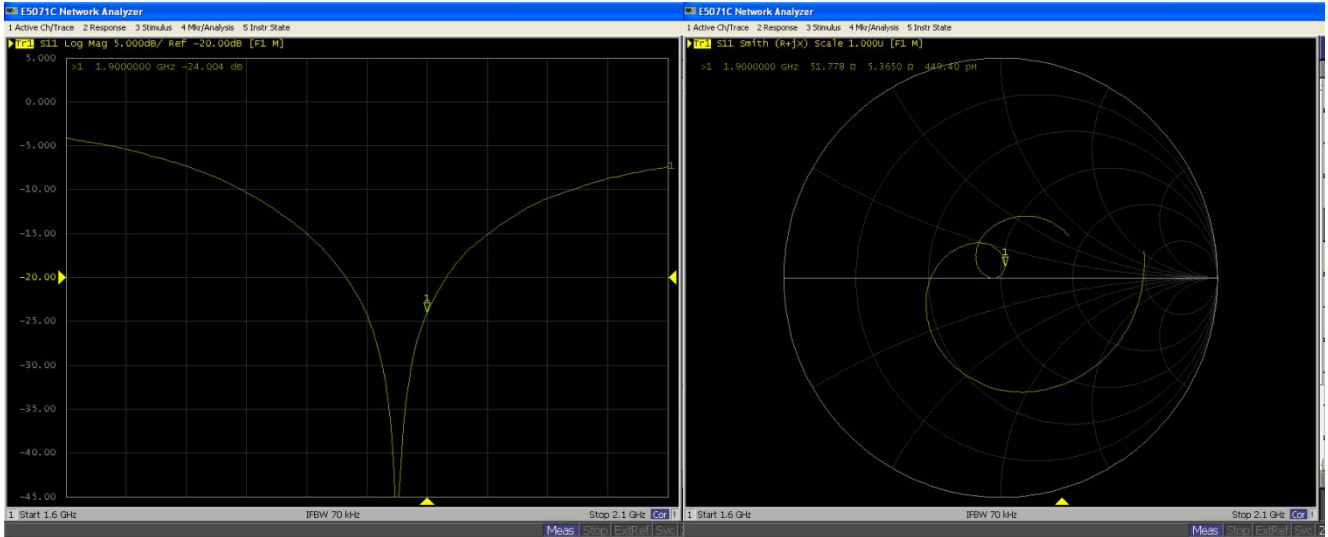 E5071C Network Analyzer
1 Active Ch/Trace 2 Response 3 Stimulus 4 Mkr/Analysis 5 Instr State
Tr1 S11 Log Mag 5.000dB/ Ref -20.00dB [F1 M]
5.000
>1 1.9000000 GHz -24.004 dB
0.000
-5.000
1
-10.00
-15.00
-20.00
1
-25.00
-30.00
-35.00
-40.00
-45.00
1 Start 1.6 GHz IFBW 70 kHz Stop 2.1 GHz Cor !
Meas Stop ExtRef Svc
E5071C Network Analyzer
1 Active Ch/Trace 2 Response 3 Stimulus 4 Mkr/Analysis 5 Instr State
Tr1 S11 Smith (R+jX) Scale 1.000U [F1 M]
>1 1.9000000 GHz 51.778 Ω 5.3650 Ω 449.40 pH
1
1 Start 1.6 GHz IFBW 70 kHz Stop 2.1 GHz Cor !
Meas Stop ExtRef Svc 2